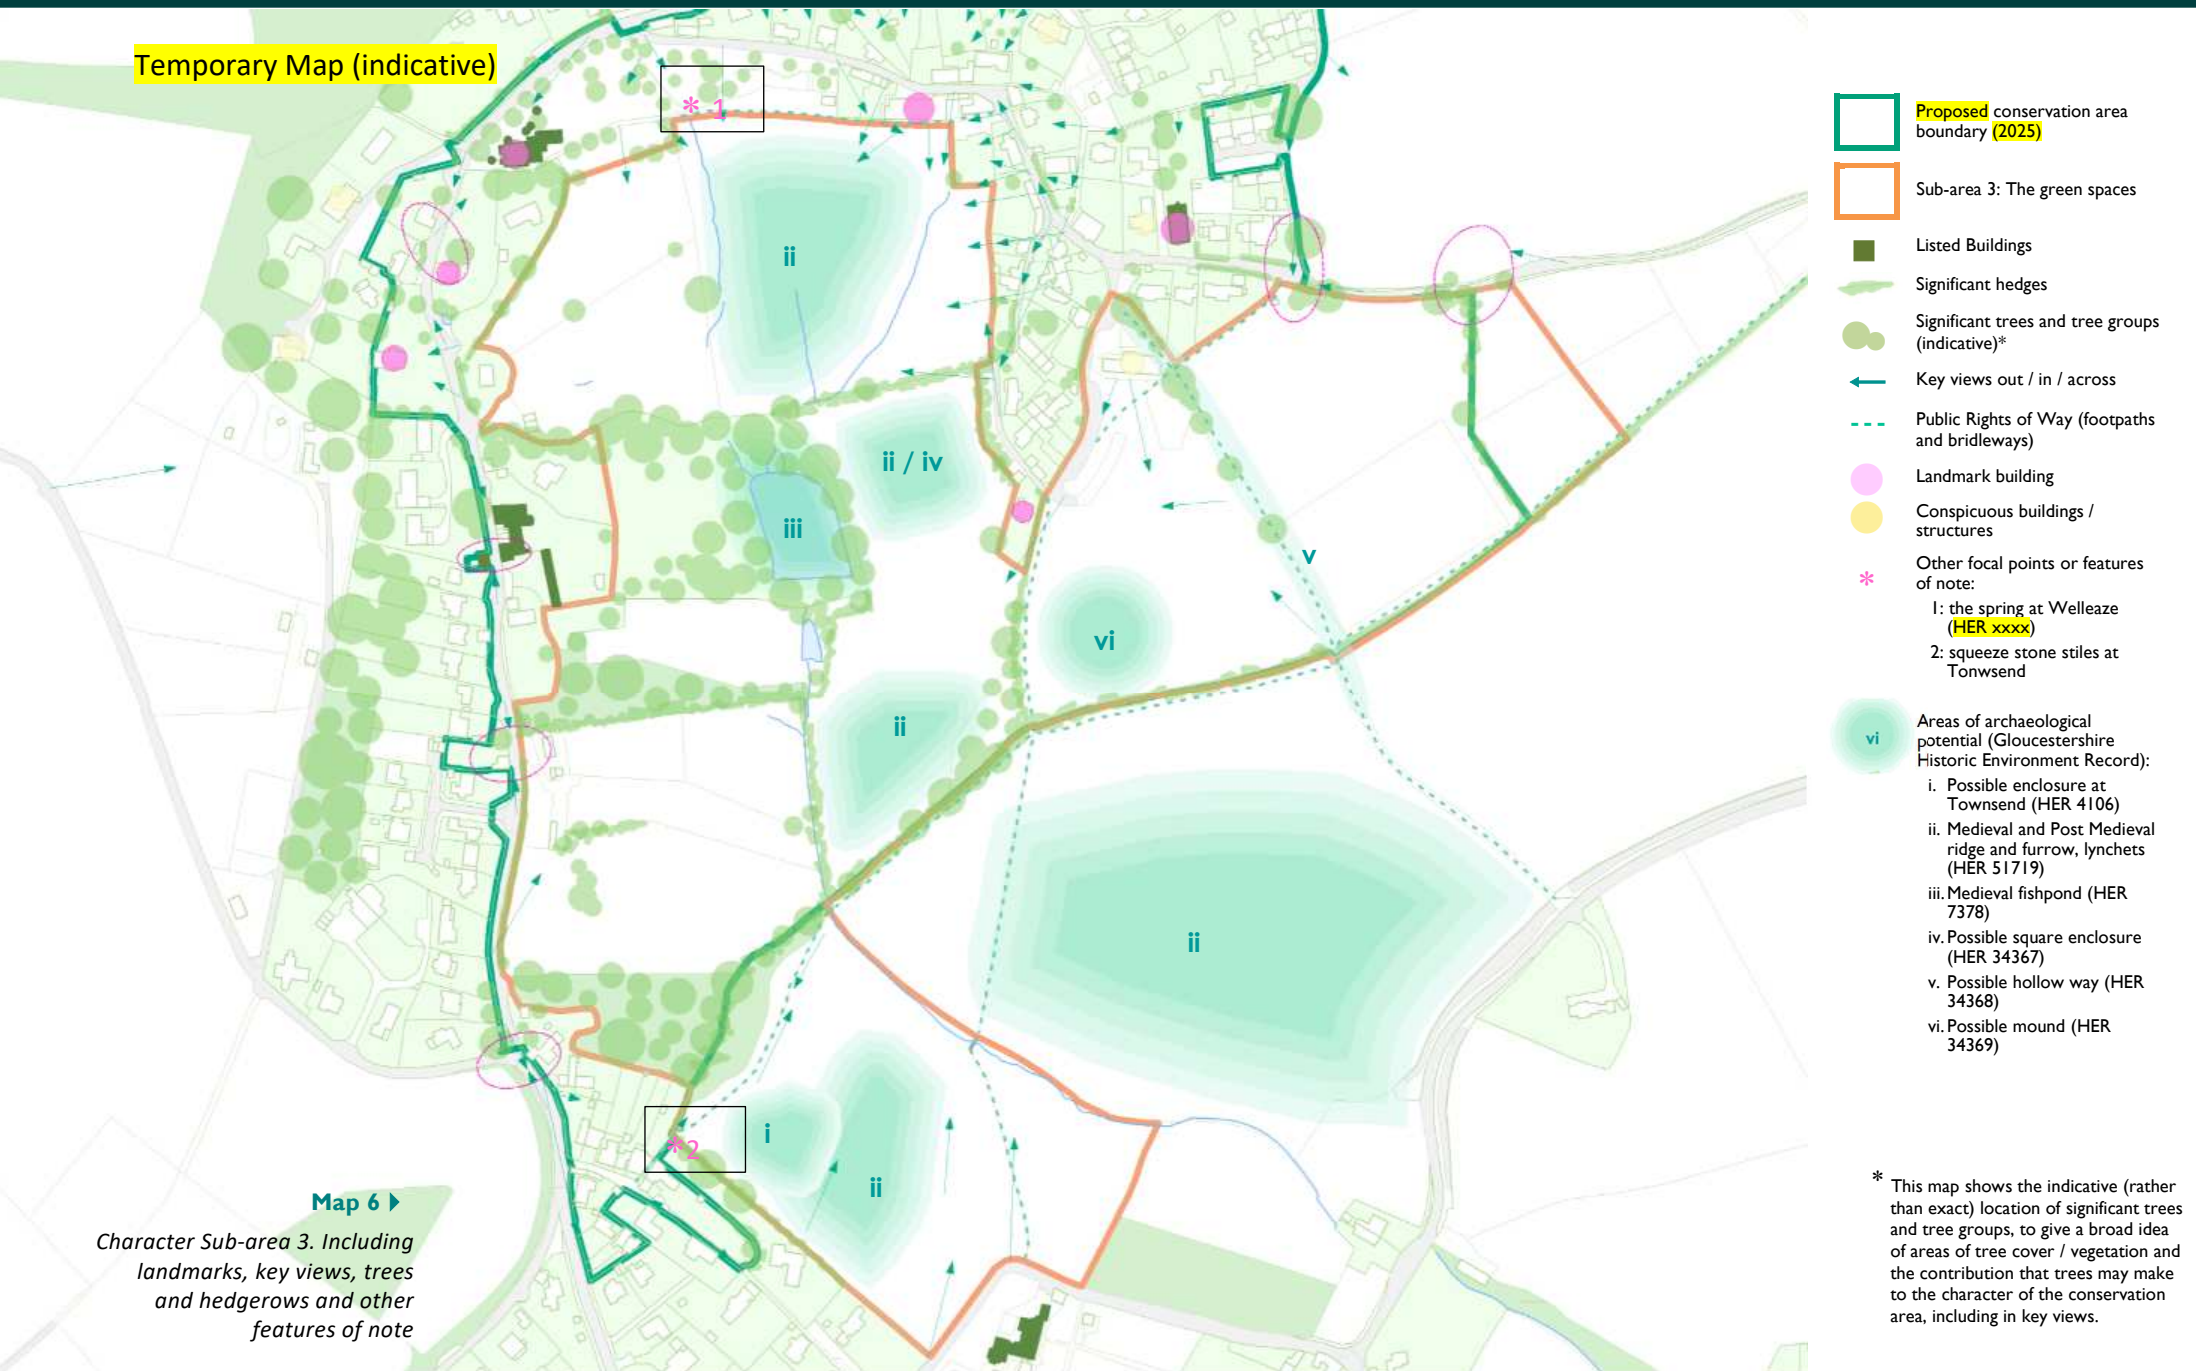 Temporary Map (indicative)
* 1
ii
ii / iv
iii
v
vi
ii
ii
i
*2
ii
Map 6
Character Sub-area 3. Including
landmarks, key views, trees
and hedgerows and other
features of note
Proposed conservation area
boundary (2025)
Sub-area 3: The green spaces
Listed Buildings
Significant hedges
Significant trees and tree groups
(indicative)*
Key views out / in / across
Public Rights of Way (footpaths
and bridleways)
Landmark building
Conspicuous buildings /
structures
* Other focal points or features
of note:
1: the spring at Welleaze
(HER xxxx)
2: squeeze stone stiles at
Tonwsend
vi
Areas of archaeological
potential (Gloucestershire
Historic Environment Record):
i. Possible enclosure at
Townsend (HER 4106)
ii. Medieval and Post Medieval
ridge and furrow, lynchets
(HER 51719)
iii. Medieval fishpond (HER
7378)
iv. Possible square enclosure
(HER 34367)
v. Possible hollow way (HER
34368)
vi. Possible mound (HER
34369)
* This map shows the indicative (rather
than exact) location of significant trees
and tree groups, to give a broad idea
of areas of tree cover / vegetation and
the contribution that trees may make
to the character of the conservation
area, including in key views.